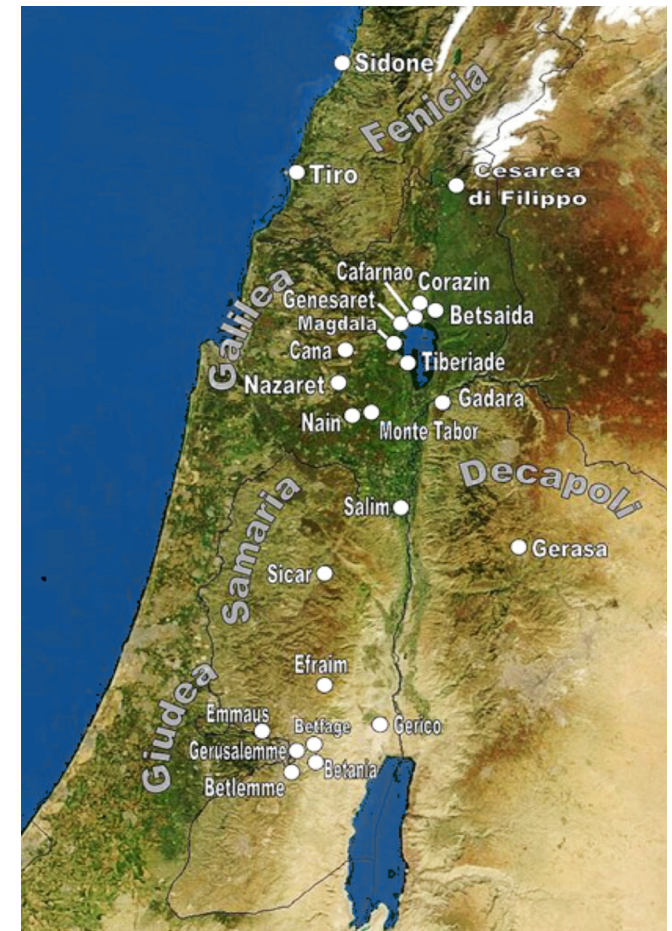 Sidone
Fenicia
Tiro
Cesarea
di Filippo
Cafarnao
Corazin
Genesaret
Betsaida
Magdala
Galilea
Cana
Tiberiade
Nazaret
Gadara
Nain
Monte Tabor
Decapoli
Samaria
Salim
Gerasa
Sicar
Efraim
Giudea
Emmaus
Betfage
Gerico
Gerusalemme
Betania
Betlemme